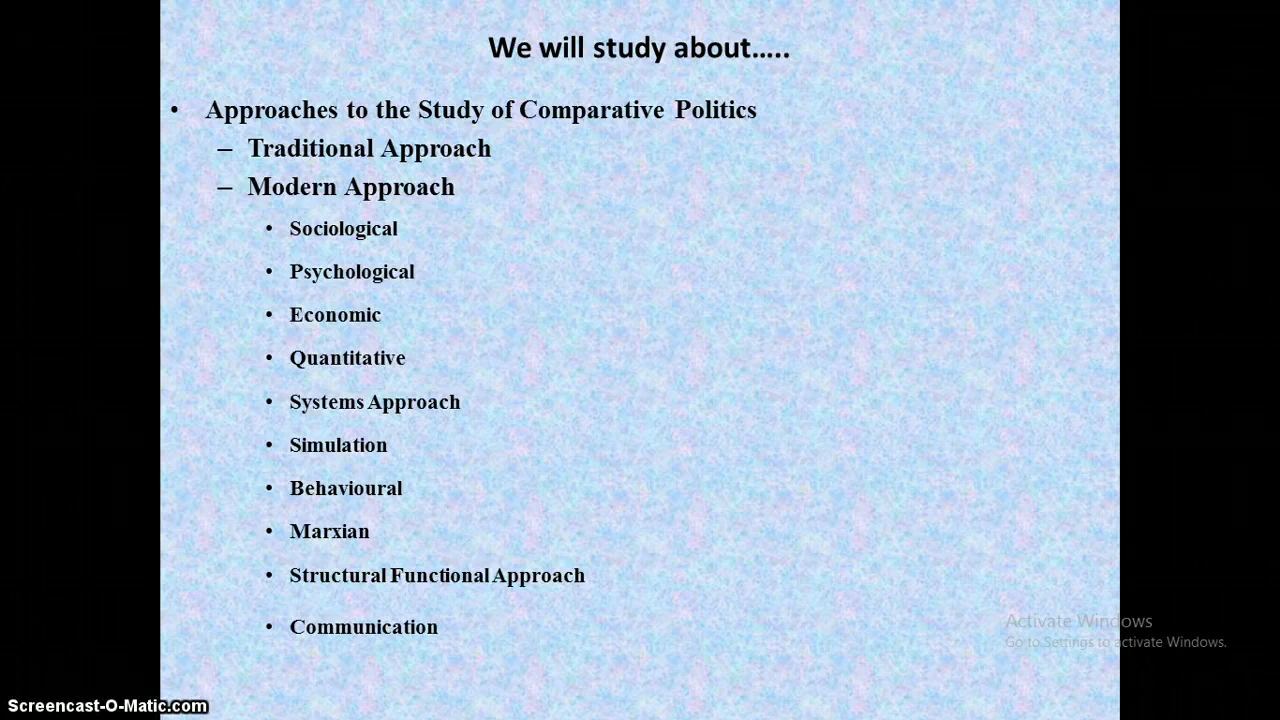 We will study about…..
• Approaches to the Study of Comparative Politics
– Traditional Approach
– Modern Approach
• Sociological
• Psychological
• Economic
• Quantitative
• Systems Approach
• Simulation
• Behavioural
• Marxian
• Structural Functional Approach
• Communication
Activate Windows
Go to Settings to activate Windows.
Screencast-O-Matic.com